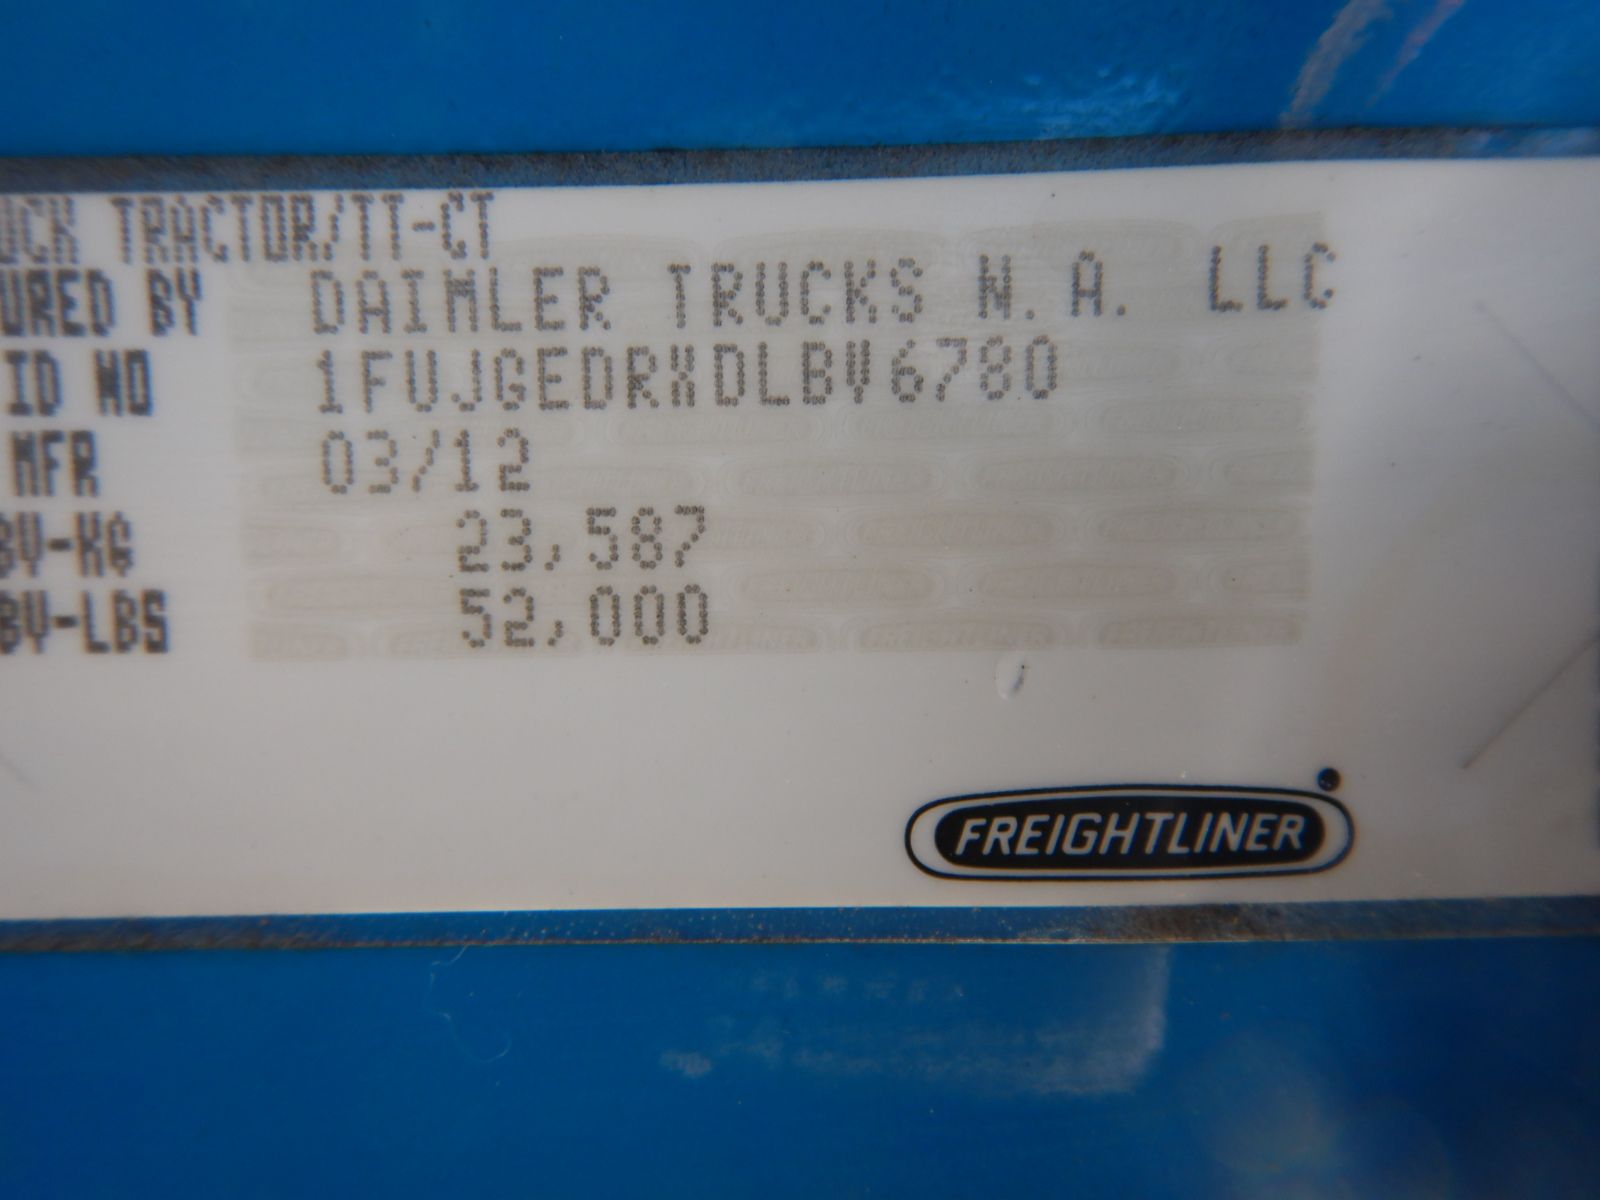 UCK TRACTOR/TT-CT
URED BY DAIMLER TRUCKS N.A. LLC
ID NO 1FUJGEDRXDLBV6780
MFR 03/12
BV-KG 23,587
BV-LBS 52,000
FREIGHTLINER